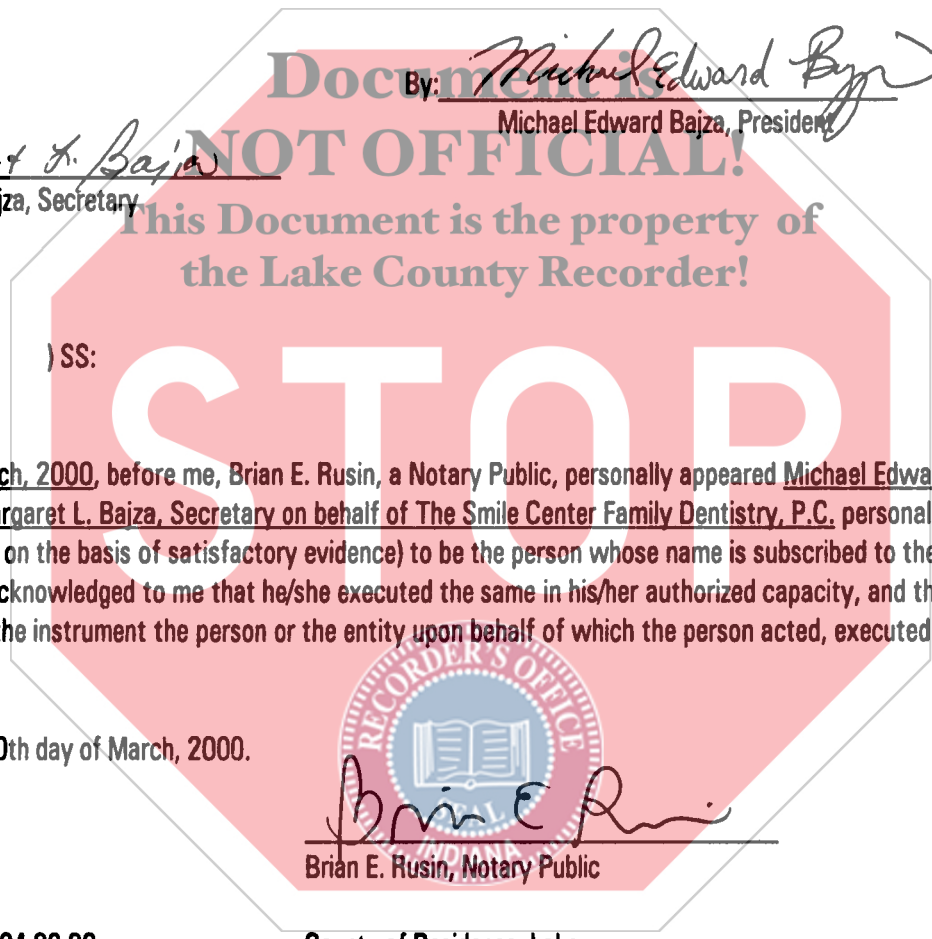 Document is
By: Michael Edward Bajza
Michael Edward Bajza, President
NOT OFFICIAL!
t L. Bajza
jza, Secretary
This Document is the property of
the Lake County Recorder!
) SS:
STOP
ch, 2000, before me, Brian E. Rusin, a Notary Public, personally appeared Michael Edwa
rgaret L. Bajza, Secretary on behalf of The Smile Center Family Dentistry, P.C. personal
on the basis of satisfactory evidence) to be the person whose name is subscribed to the
cknowledged to me that he/she executed the same in his/her authorized capacity, and th
he instrument the person or the entity upon behalf of which the person acted, executed
RECORDER'S OFFICE
0th day of March, 2000.
SEAL
INDIANA
Brian E. Rusin, Notary Public